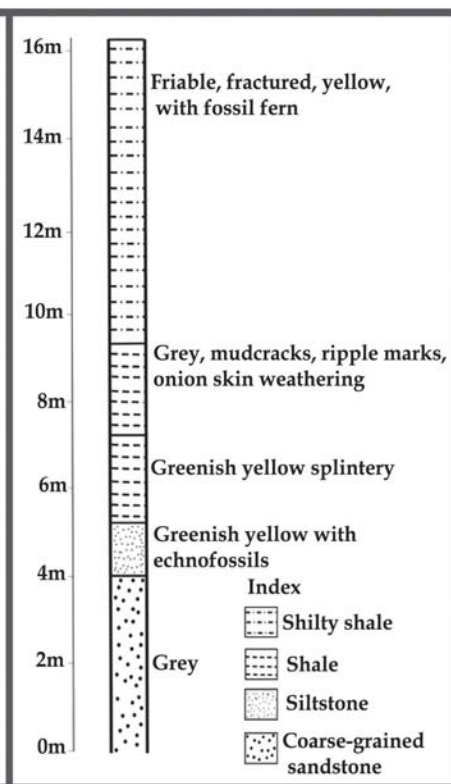 16m
Friable, fractured, yellow,
with fossil fern
14m
12m
10m
Grey, mudcracks, ripple marks,
onion skin weathering
8m
Greenish yellow splintery
6m
Greenish yellow with
echnofossils
4m
Index
Shilty shale
2m
Grey
Shale
Siltstone
0m
Coarse-grained
sandstone